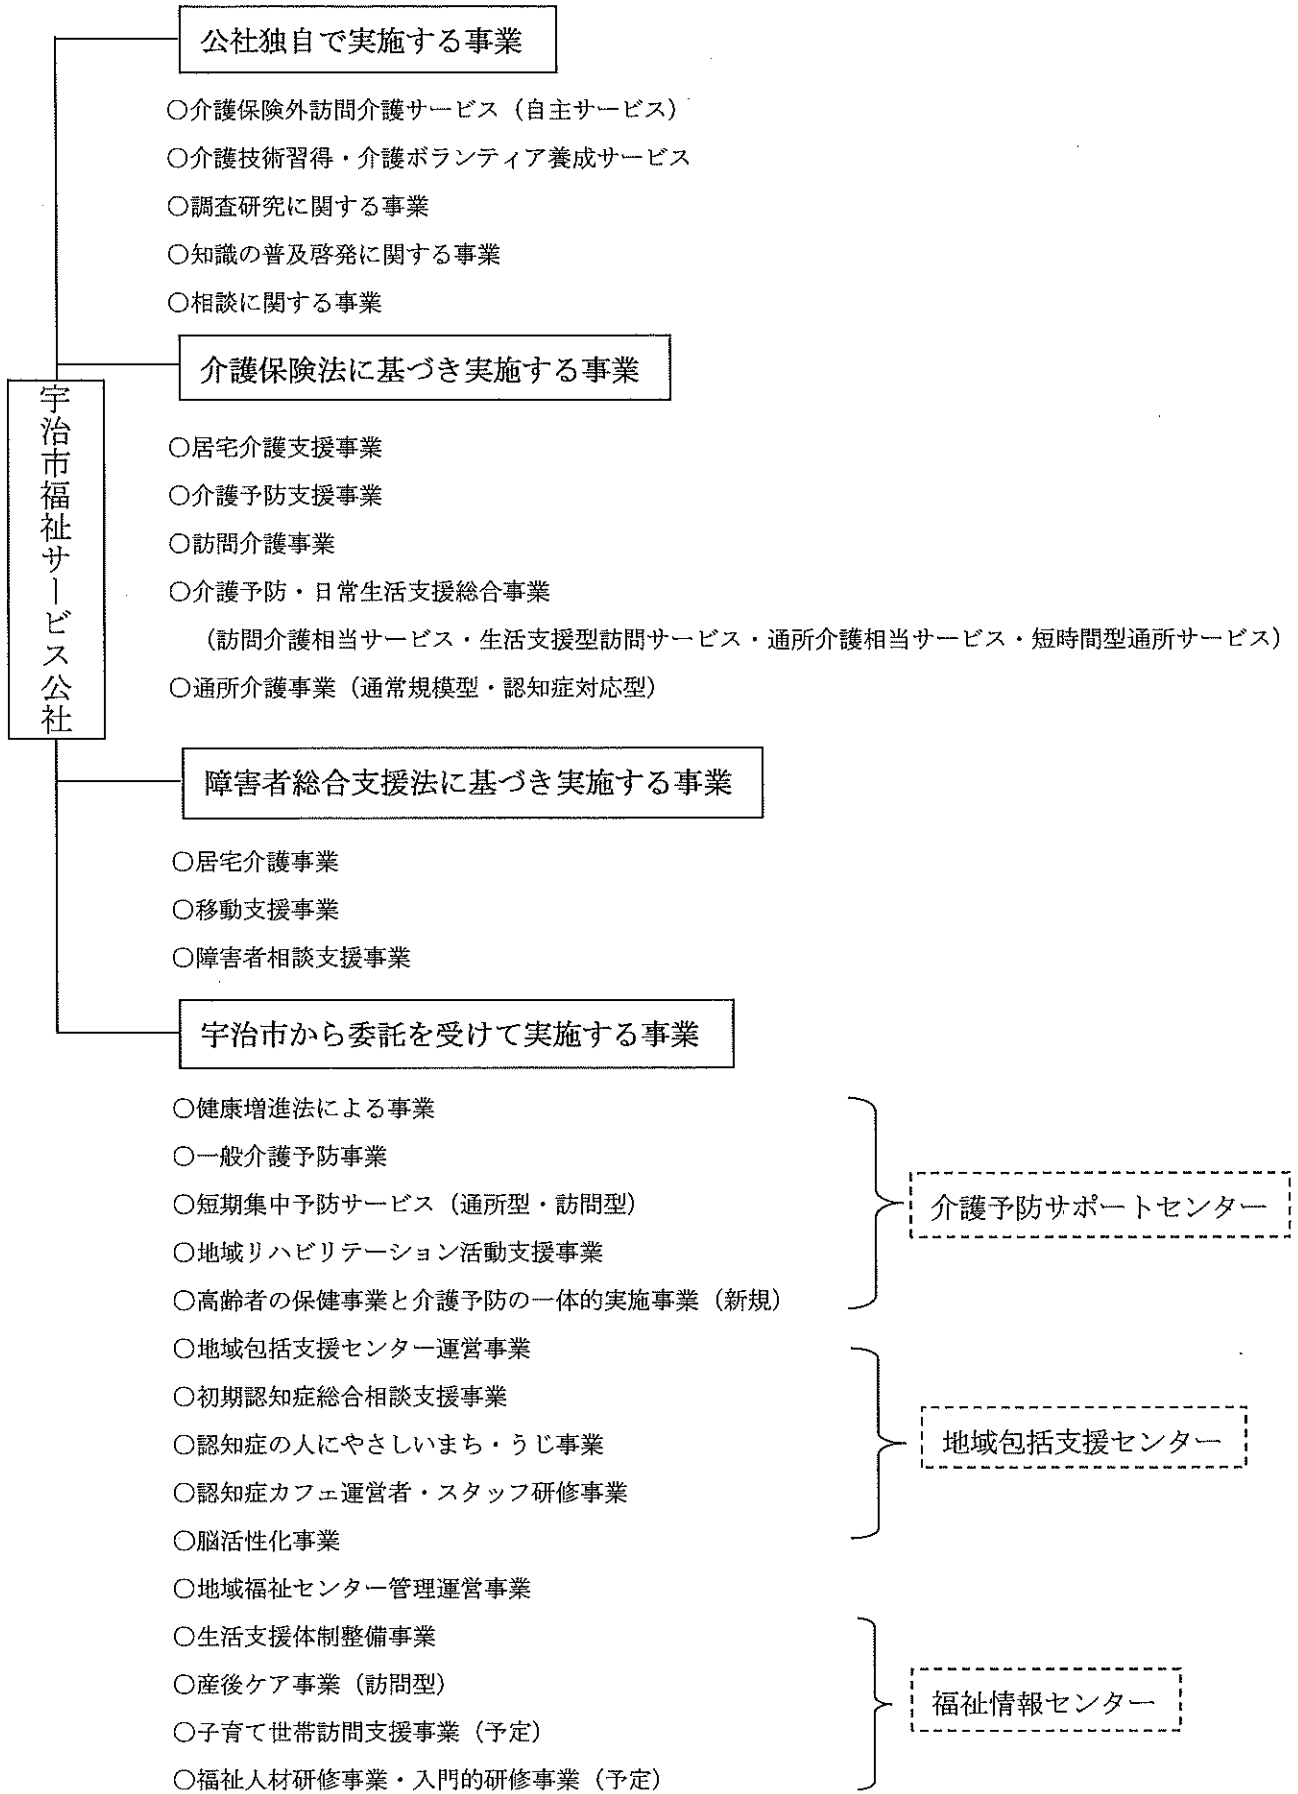 公社独自で実施する事業
○介護保険外訪問介護サービス（自主サービス）
○介護技術習得・介護ボランティア養成サービス
○調査研究に関する事業
○知識の普及啓発に関する事業
○相談に関する事業
介護保険法に基づき実施する事業
宇治市福祉サービス公社
○居宅介護支援事業
○介護予防支援事業
○訪問介護事業
○介護予防・日常生活支援総合事業
（訪問介護相当サービス・生活支援型訪問サービス・通所介護相当サービス・短時間型通所サービス）
○通所介護事業（通常規模型・認知症対応型）
障害者総合支援法に基づき実施する事業
○居宅介護事業
○移動支援事業
○障害者相談支援事業
宇治市から委託を受けて実施する事業
○健康増進法による事業
○一般介護予防事業
○短期集中予防サービス（通所型・訪問型）
○地域リハビリテーション活動支援事業
○高齢者の保健事業と介護予防の一体的実施事業（新規）
介護予防サポートセンター
○地域包括支援センター運営事業
○初期認知症総合相談支援事業
○認知症の人にやさしいまち・うじ事業
○認知症カフェ運営者・スタッフ研修事業
○脳活性化事業
地域包括支援センター
○地域福祉センター管理運営事業
○生活支援体制整備事業
○産後ケア事業（訪問型）
○子育て世帯訪問支援事業（予定）
○福祉人材研修事業・入門的研修事業（予定）
福祉情報センター